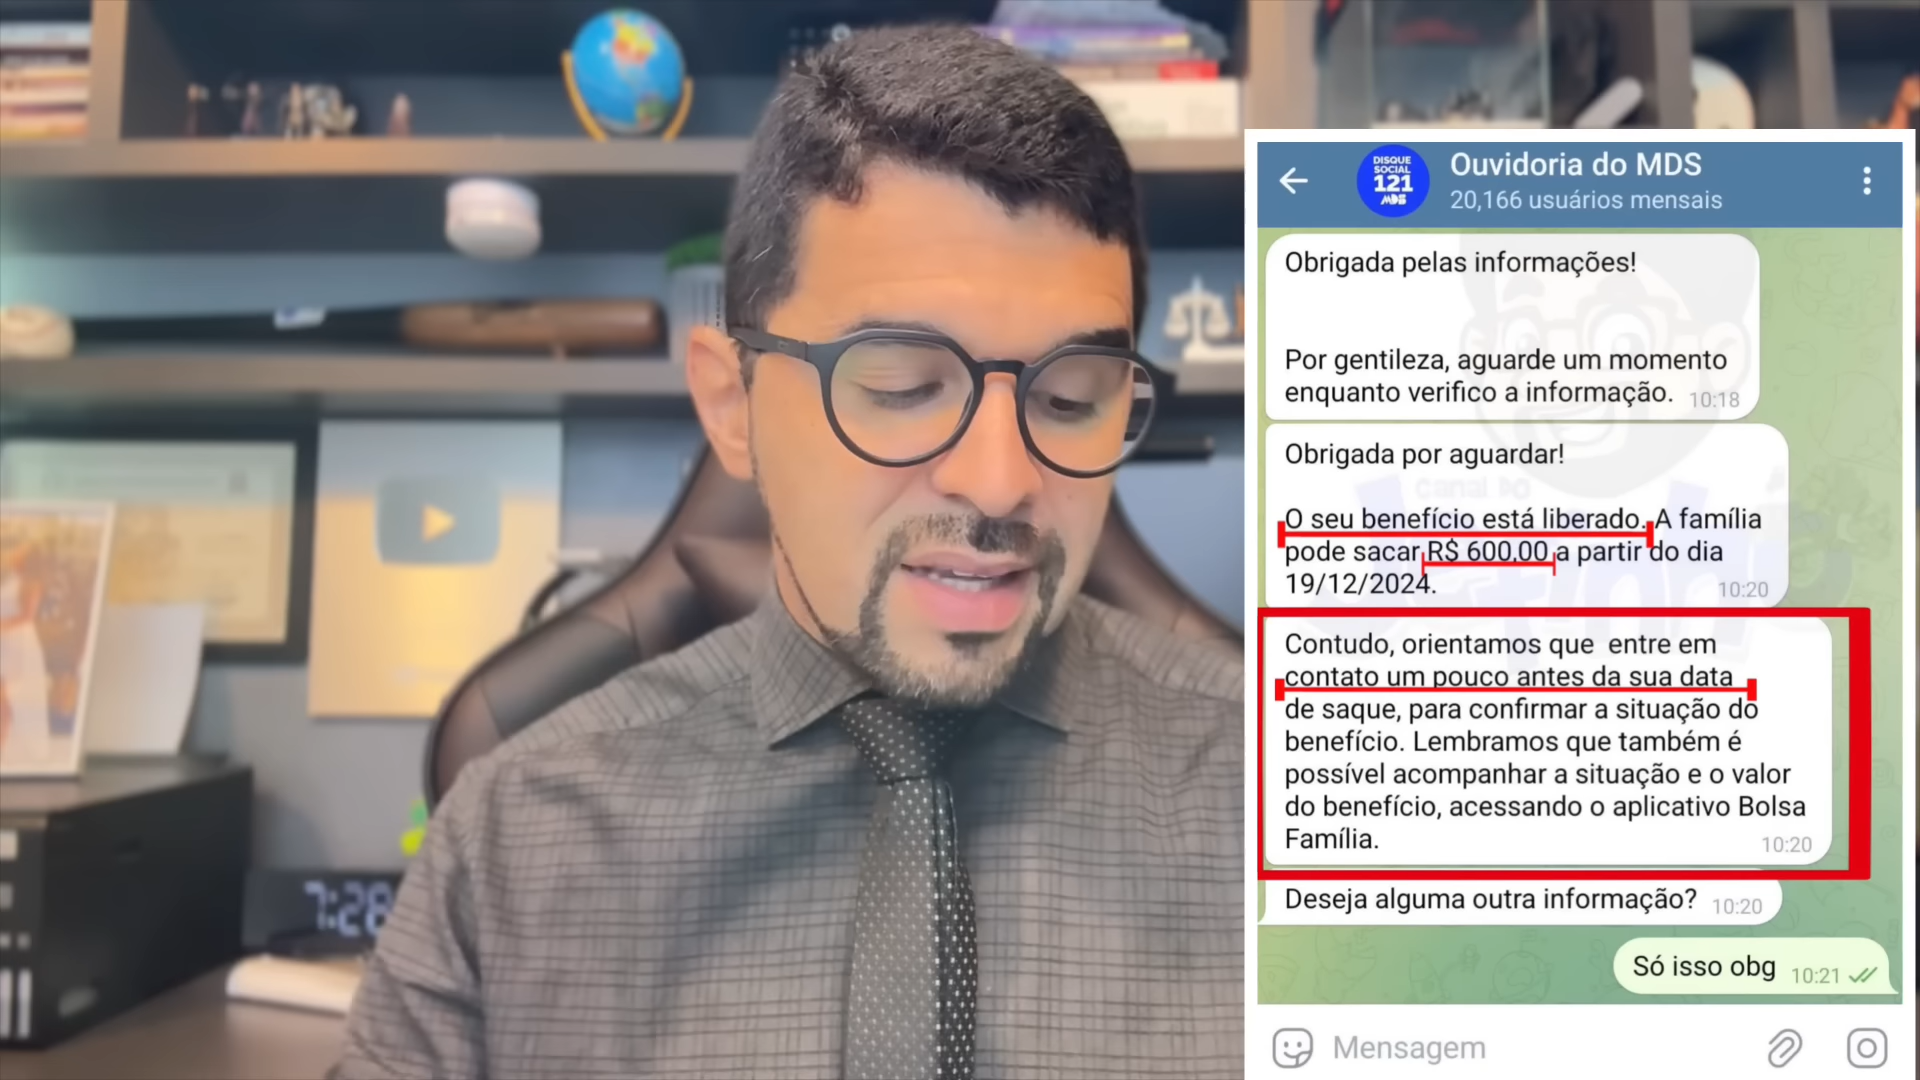 DISQUE
SOCIAL
121
MDS
Ouvidoria do MDS
20,166 usuários mensais
Obrigada pelas informações!
Por gentileza, aguarde um momento
enquanto verifico a informação. 10:18
Obrigada por aguardar!
Canal do
O seu benefício está liberado. A família
pode sacar R$ 600,00 a partir do dia
19/12/2024. 10:20
Contudo, orientamos que  entre em
contato um pouco antes da sua data
de saque, para confirmar a situação do
benefício. Lembramos que também é
possível acompanhar a situação e o valor
do benefício, acessando o aplicativo Bolsa
Família. 10:20
Deseja alguma outra informação? 10:20
Só isso obg 10:21
Mensagem
7:28